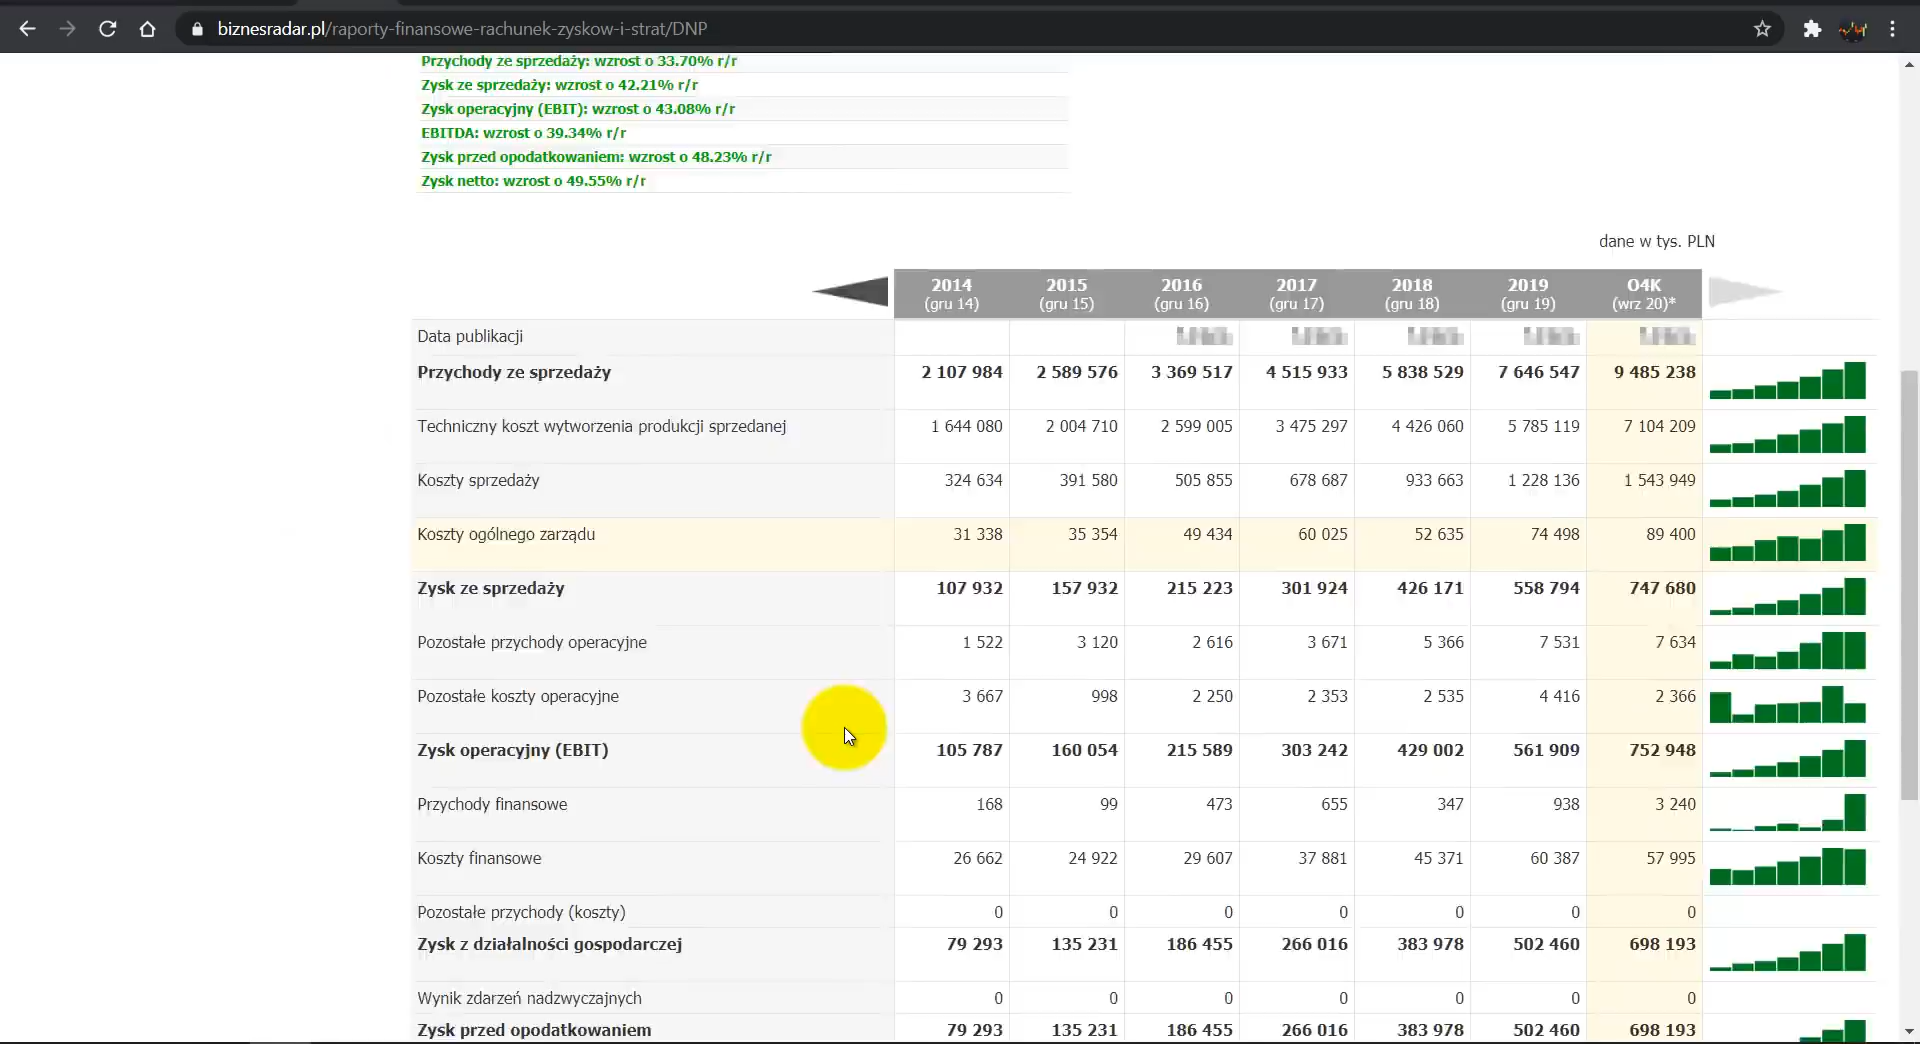 biznesradar.pl/raporty-finansowe-rachunek-zyskow-i-strat/DNP
Przychody ze sprzedaży: wzrost o 33.70% r/r
Zysk ze sprzedaży: wzrost o 42.21% r/r
Zysk operacyjny (EBIT): wzrost o 43.08% r/r
EBITDA: wzrost o 39.34% r/r
Zysk przed opodatkowaniem: wzrost o 48.23% r/r
Zysk netto: wzrost o 49.55% r/r
dane w tys. PLN
2014 2015 2016 2017 2018 2019 O4K
(gru 14) (gru 15) (gru 16) (gru 17) (gru 18) (gru 19) (wrz 20)*
Data publikacji
Przychody ze sprzedaży 2 107 984 2 589 576 3 369 517 4 515 933 5 838 529 7 646 547 9 485 238
Techniczny koszt wytworzenia produkcji sprzedanej 1 644 080 2 004 710 2 599 005 3 475 297 4 426 060 5 785 119 7 104 209
Koszty sprzedaży 324 634 391 580 505 855 678 687 933 663 1 228 136 1 543 949
Koszty ogólnego zarządu 31 338 35 354 49 434 60 025 52 635 74 498 89 400
Zysk ze sprzedaży 107 932 157 932 215 223 301 924 426 171 558 794 747 680
Pozostałe przychody operacyjne 1 522 3 120 2 616 3 671 5 366 7 531 7 634
Pozostałe koszty operacyjne 3 667 998 2 250 2 353 2 535 4 416 2 366
Zysk operacyjny (EBIT) 105 787 160 054 215 589 303 242 429 002 561 909 752 948
Przychody finansowe 168 99 473 655 347 938 3 240
Koszty finansowe 26 662 24 922 29 607 37 881 45 371 60 387 57 995
Pozostałe przychody (koszty) 0 0 0 0 0 0 0
Zysk z działalności gospodarczej 79 293 135 231 186 455 266 016 383 978 502 460 698 193
Wynik zdarzeń nadzwyczajnych 0 0 0 0 0 0 0
Zysk przed opodatkowaniem 79 293 135 231 186 455 266 016 383 978 502 460 698 193